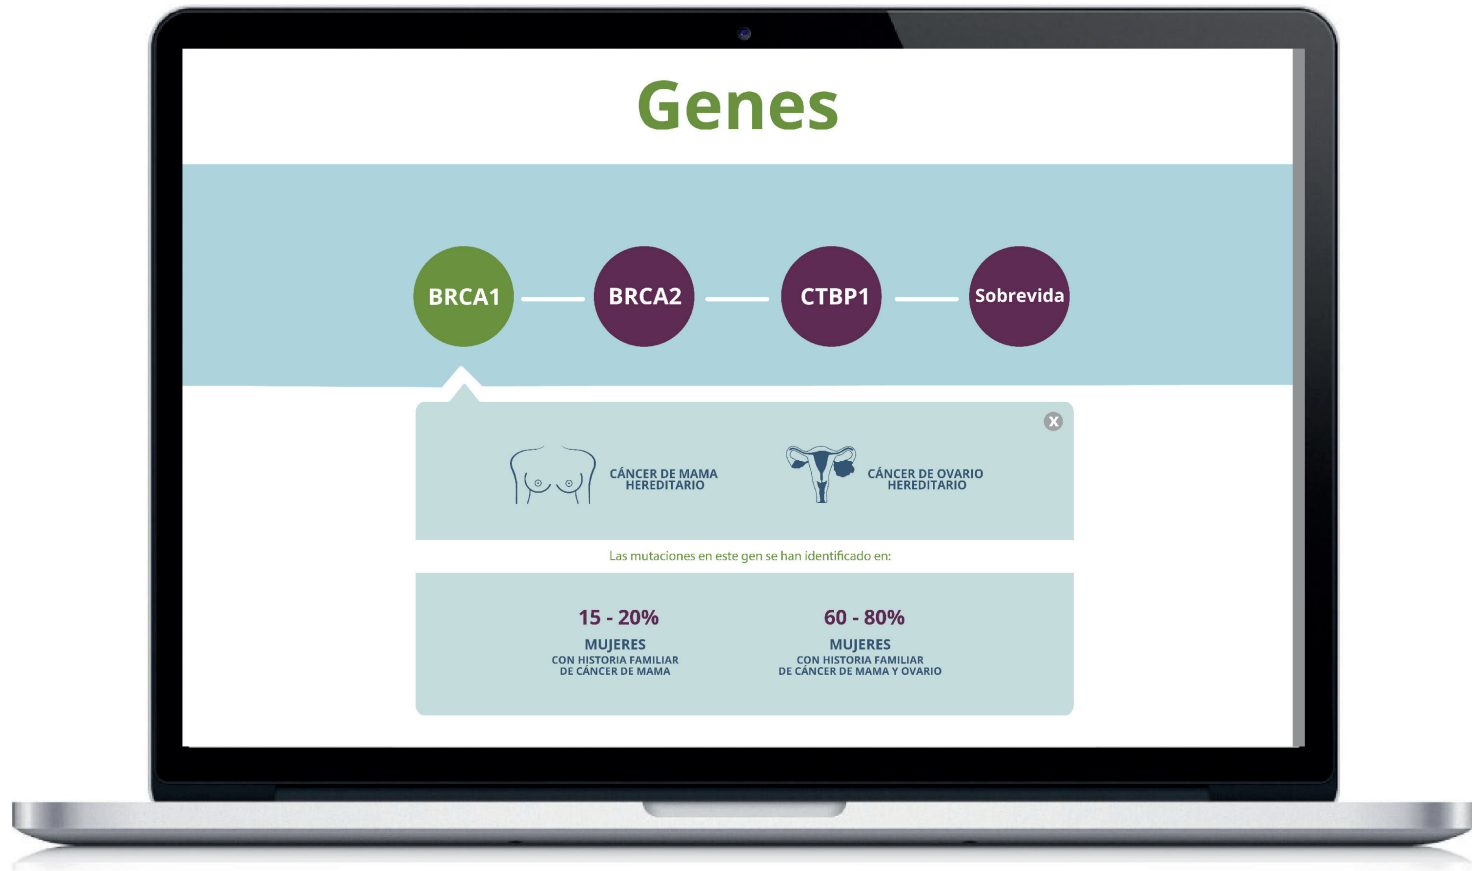 Genes
BRCA1
BRCA2
CTBP1
Sobrevida
X
CÁNCER DE MAMA
HEREDITARIO
CÁNCER DE OVARIO
HEREDITARIO
Las mutaciones en este gen se han identificado en:
15 - 20%
MUJERES
CON HISTORIA FAMILIAR
DE CÁNCER DE MAMA
60 - 80%
MUJERES
CON HISTORIA FAMILIAR
DE CÁNCER DE MAMA Y OVARIO